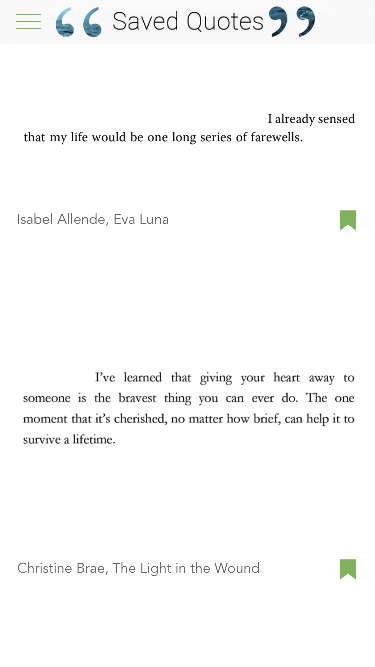 Saved Quotes
I already sensed
that my life would be one long series of farewells.
Isabel Allende, Eva Luna
I’ve learned that giving your heart away to
someone is the bravest thing you can ever do. The one
moment that it’s cherished, no matter how brief, can help it to
survive a lifetime.
Christine Brae, The Light in the Wound